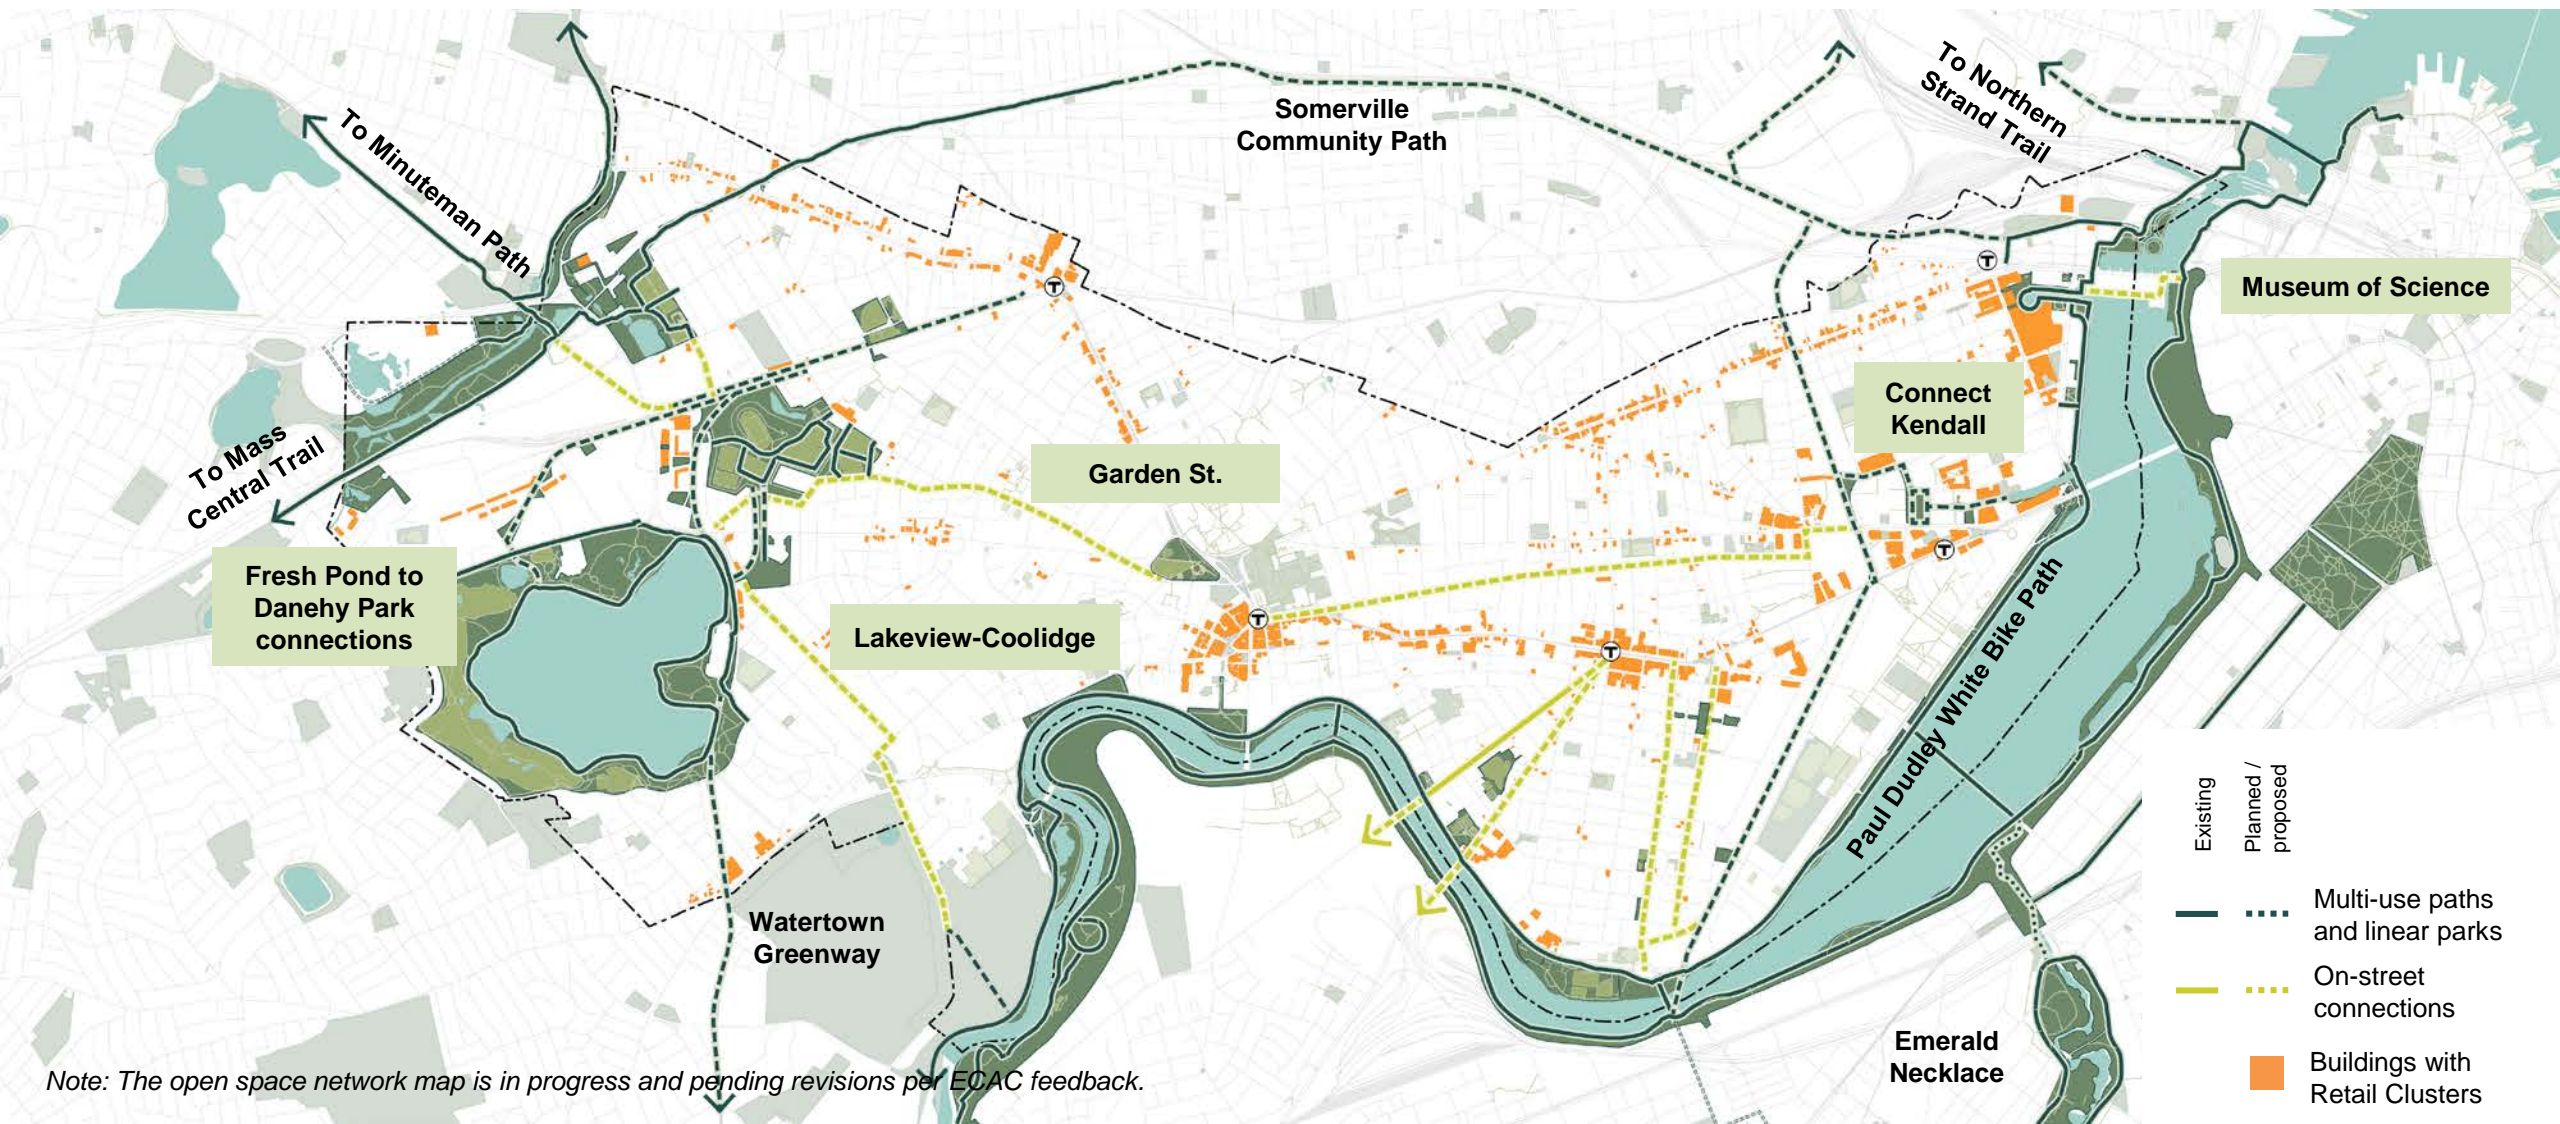 To Minuteman Path
Somerville
Community Path
To Northern
Strand Trail
Museum of Science
Connect
Kendall
To Mass
Central Trail
Garden St.
Fresh Pond to
Danehy Park
connections
Lakeview-Coolidge
Paul Dudley White Bike Path
Watertown
Greenway
Emerald
Necklace
T
T
T
T
T
Existing
Planned /
proposed
Multi-use paths
and linear parks
On-street
connections
Buildings with
Retail Clusters
Note: The open space network map is in progress and pending revisions per ECAC feedback.